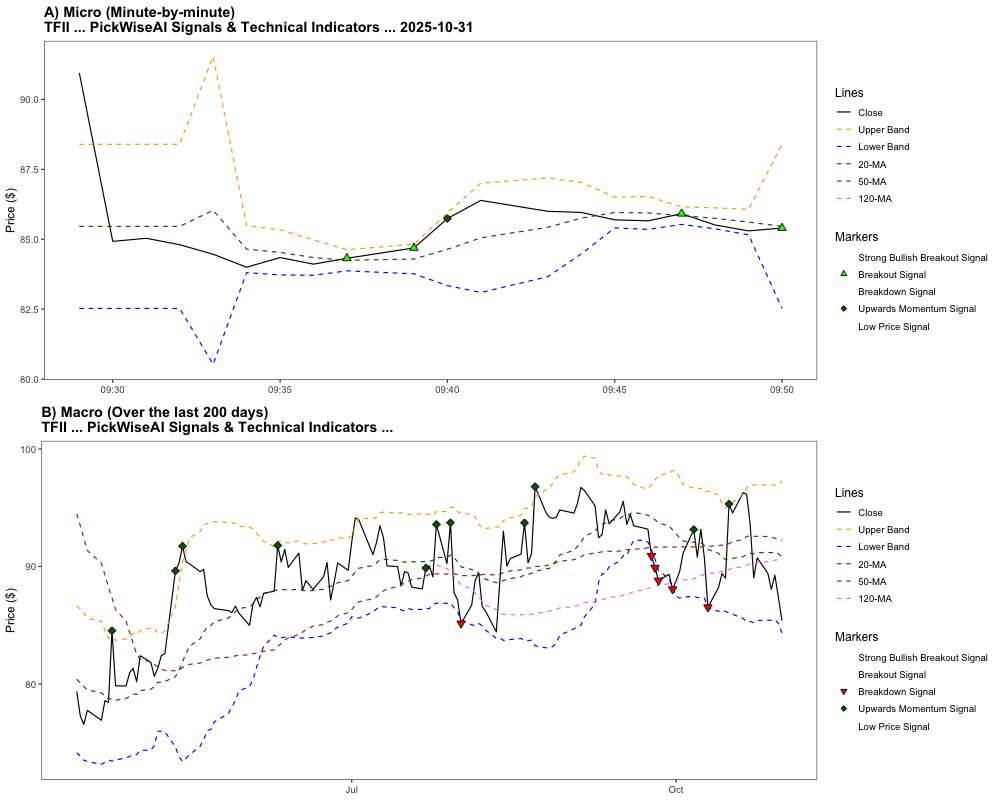 A) Micro (Minute-by-minute)
TFII ... PickWiseAI Signals & Technical Indicators ... 2025-10-31
Price ($)
90.0
87.5
85.0
82.5
80.0
09:30
09:35
09:40
09:45
09:50
Lines
Close
Upper Band
Lower Band
20-MA
50-MA
120-MA
Markers
Strong Bullish Breakout Signal
Breakout Signal
Breakdown Signal
Upwards Momentum Signal
Low Price Signal
B) Macro (Over the last 200 days)
TFII ... PickWiseAI Signals & Technical Indicators ...
Price ($)
100
90
80
Jul
Oct
Lines
Close
Upper Band
Lower Band
20-MA
50-MA
120-MA
Markers
Strong Bullish Breakout Signal
Breakout Signal
Breakdown Signal
Upwards Momentum Signal
Low Price Signal